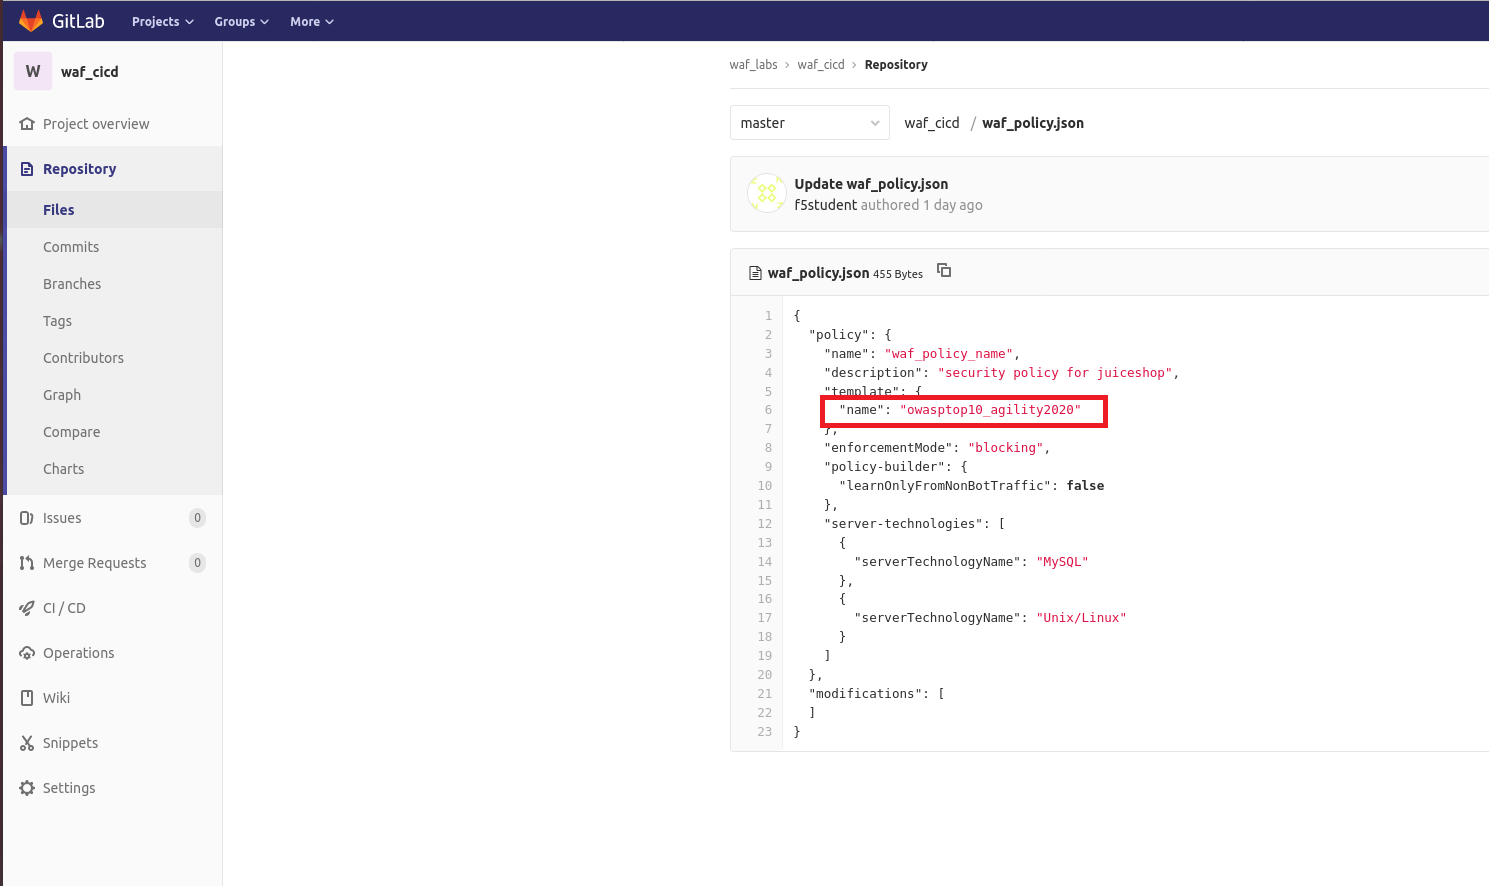 GitLab Projects Groups More
W waf_cicd
Project overview
Repository
Files
Commits
Branches
Tags
Contributors
Graph
Compare
Charts
Issues 0
Merge Requests 0
CI / CD
Operations
Wiki
Snippets
Settings
waf_labs › waf_cicd › Repository
master waf_cicd / waf_policy.json
Update waf_policy.json
f5student authored 1 day ago
waf_policy.json 455 Bytes
1 {
2 "policy": {
3 "name": "waf_policy_name",
4 "description": "security policy for juiceshop",
5 "template": {
6 "name": "owasptop10_agility2020"
7 },
8 "enforcementMode": "blocking",
9 "policy-builder": {
10 "learnOnlyFromNonBotTraffic": false
11 },
12 "server-technologies": [
13 {
14 "serverTechnologyName": "MySQL"
15 },
16 {
17 "serverTechnologyName": "Unix/Linux"
18 }
19 ]
20 },
21 "modifications": [
22 ]
23 }